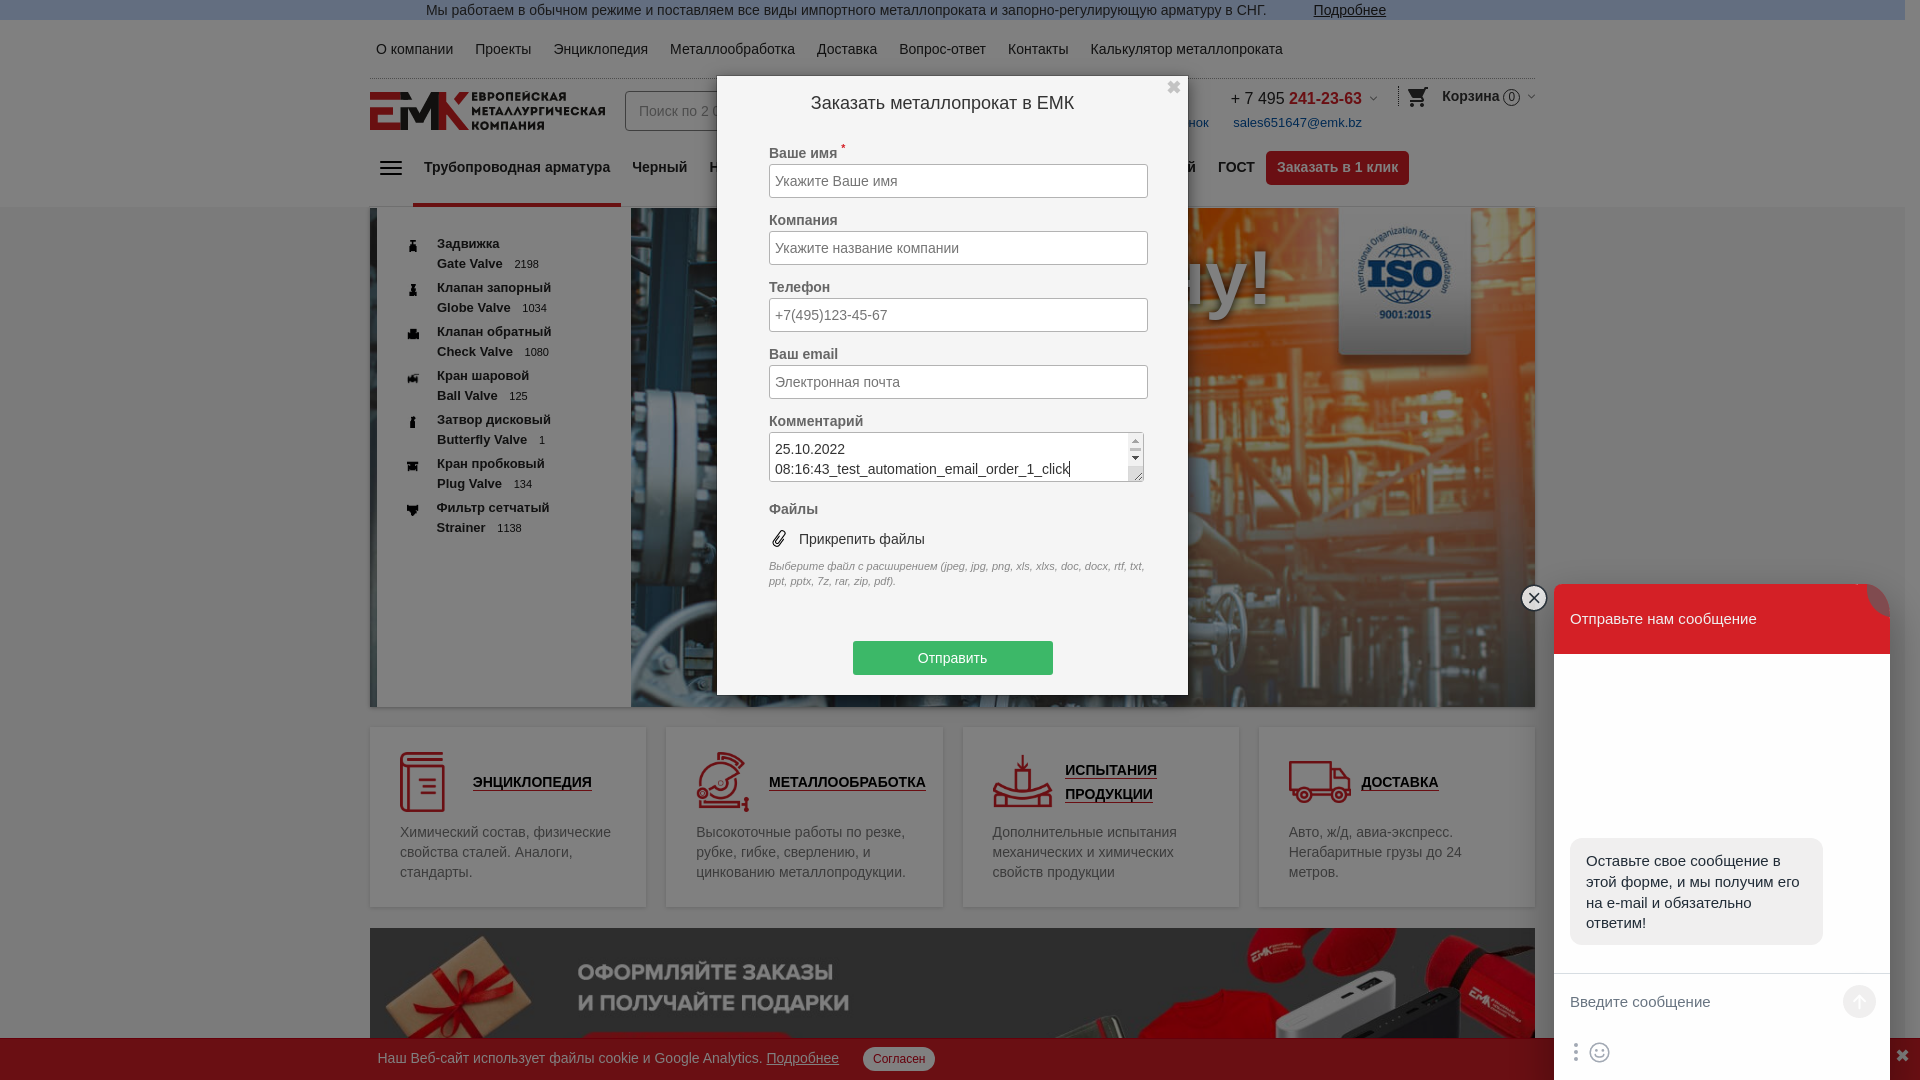 Мы работаем в обычном режиме и поставляем все виды импортного металлопроката и запорно-регулирующую арматуру в СНГ. Подробнее
О компании Проекты Энциклопедия Металлообработка Доставка Вопрос-ответ Контакты Калькулятор металлопроката
ЕМК ЕВРОПЕЙСКАЯ
МЕТАЛЛУРГИЧЕСКАЯ
КОМПАНИЯ
Поиск по 2 0
+ 7 495 241-23-63
Корзина 0
нок sales651647@emk.bz
Трубопроводная арматура Черный Н й ГОСТ Заказать в 1 клик
Задвижка
Gate Valve 2198
Клапан запорный
Globe Valve 1034
Клапан обратный
Check Valve 1080
Кран шаровой
Ball Valve 125
Затвор дисковый
Butterfly Valve 1
Кран пробковый
Plug Valve 134
Фильтр сетчатый
Strainer 1138
ну!
International Organization for Standardization
ISO
9001:2015
Заказать металлопрокат в ЕМК
Ваше имя *
Укажите Ваше имя
Компания
Укажите название компании
Телефон
+7(495)123-45-67
Ваш email
Электронная почта
Комментарий
25.10.2022
08:16:43_test_automation_email_order_1_click
Файлы
Прикрепить файлы
Выберите файл с расширением (jpeg, jpg, png, xls, xlxs, doc, docx, rtf, txt,
ppt, pptx, 7z, rar, zip, pdf).
Отправить
ЭНЦИКЛОПЕДИЯ
Химический состав, физические
свойства сталей. Аналоги,
стандарты.
МЕТАЛЛООБРАБОТКА
Высокоточные работы по резке,
рубке, гибке, сверлению, и
цинкованию металлопродукции.
ИСПЫТАНИЯ
ПРОДУКЦИИ
Дополнительные испытания
механических и химических
свойств продукции
ДОСТАВКА
Авто, ж/д, авиа-экспресс.
Негабаритные грузы до 24
метров.
ОФОРМЛЯЙТЕ ЗАКАЗЫ
И ПОЛУЧАЙТЕ ПОДАРКИ
Наш Веб-сайт использует файлы cookie и Google Analytics. Подробнее Согласен
Отправьте нам сообщение
Оставьте свое сообщение в
этой форме, и мы получим его
на e-mail и обязательно
ответим!
Введите сообщение